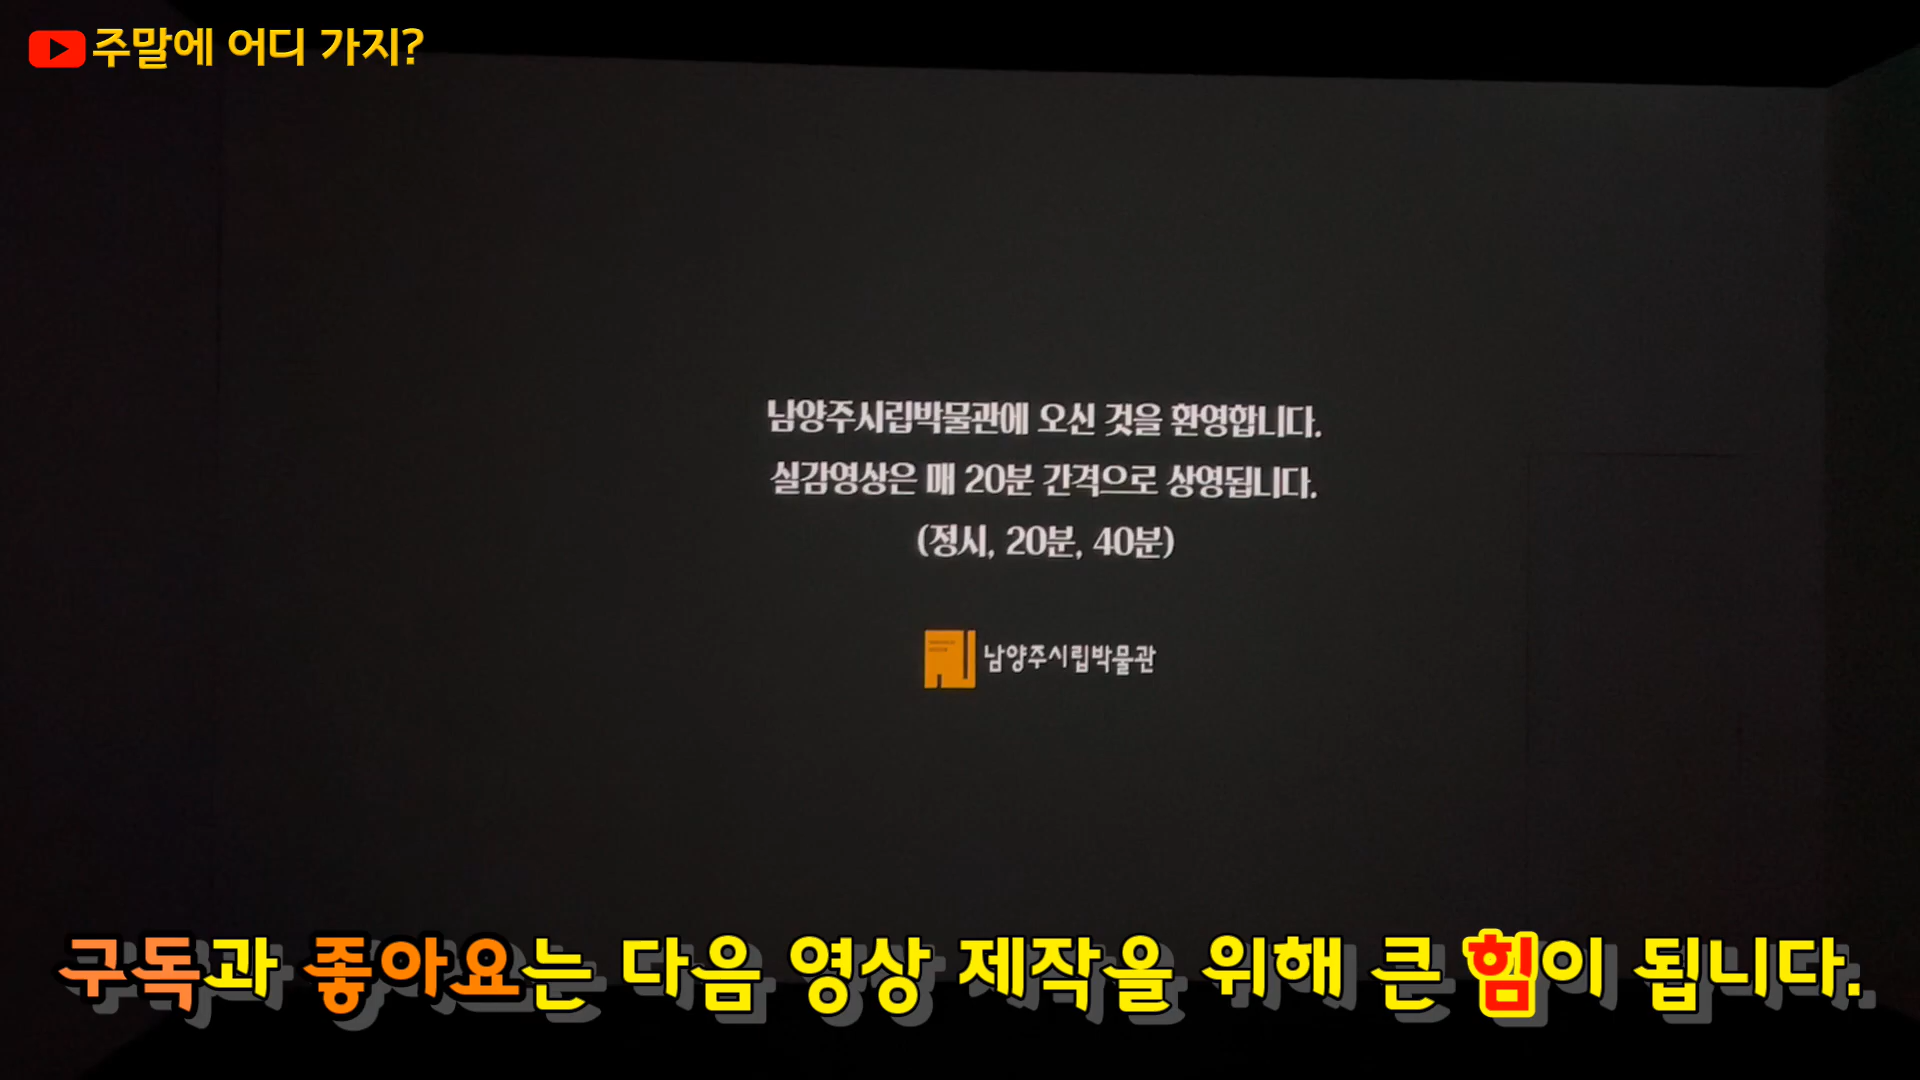 주말에 어디 가지?
남양주시립박물관에 오신 것을 환영합니다.
실감영상은 매 20분 간격으로 상영됩니다.
(정시, 20분, 40분)
남양주시립박물관
구독과 좋아요는 다음 영상 제작을 위해 큰 힘이 됩니다.